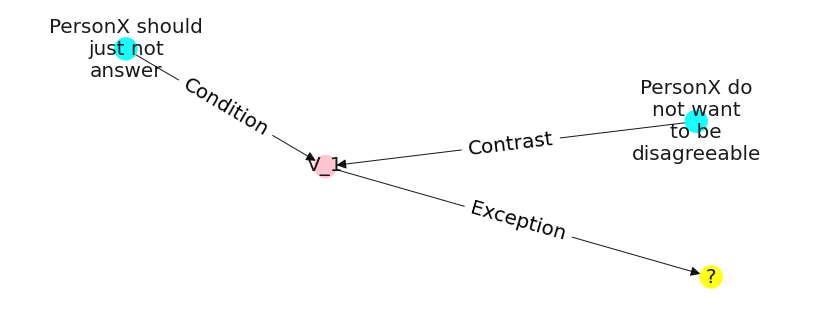 PersonX should
just not
answer
Condition
PersonX do
not want
to be
disagreeable
Contrast
V_1
Exception
?